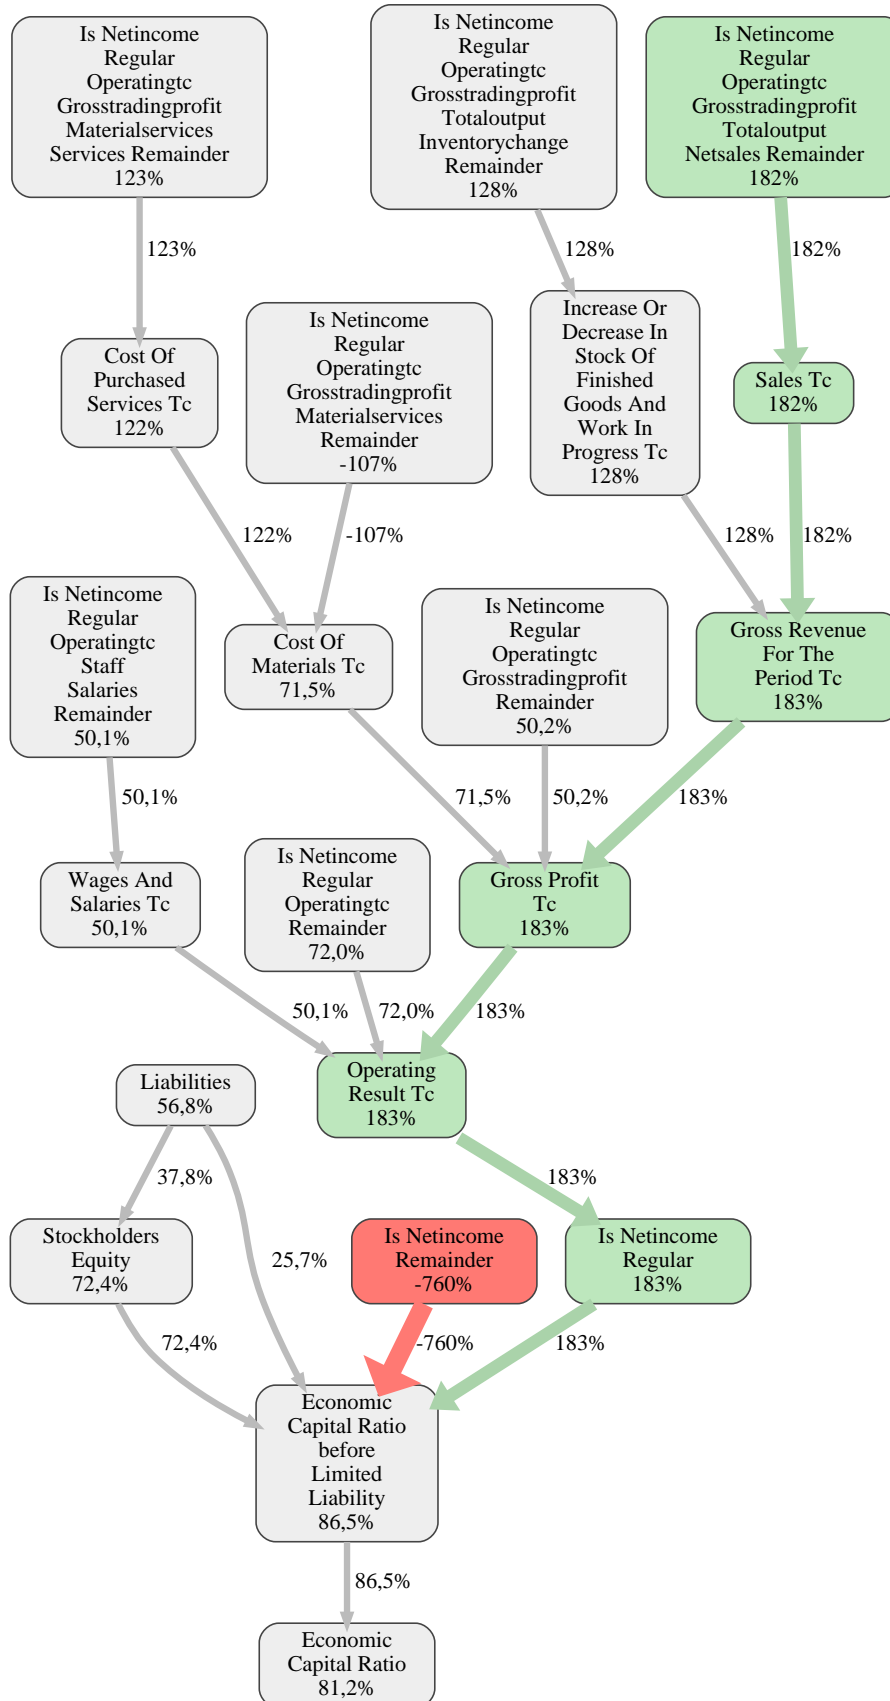 Is Netincome
Regular
Operatingtc
Grosstradingprofit
Materialservices
Services Remainder
123%
Is Netincome
Regular
Operatingtc
Grosstradingprofit
Totaloutput
Inventorychange
Remainder
128%
Is Netincome
Regular
Operatingtc
Grosstradingprofit
Totaloutput
Netsales Remainder
182%
123%
128%
182%
Cost Of
Purchased
Services Tc
122%
Is Netincome
Regular
Operatingtc
Grosstradingprofit
Materialservices
Remainder
-107%
Increase Or
Decrease In
Stock Of
Finished
Goods And
Work In
Progress Tc
128%
Sales Tc
182%
122%
-107%
128%
182%
Is Netincome
Regular
Operatingtc
Staff
Salaries
Remainder
50,1%
Cost Of
Materials Tc
71,5%
Is Netincome
Regular
Operatingtc
Grosstradingprofit
Remainder
50,2%
Gross Revenue
For The
Period Tc
183%
50,1%
71,5%
50,2%
183%
Wages And
Salaries Tc
50,1%
Is Netincome
Regular
Operatingtc
Remainder
72,0%
Gross Profit
Tc
183%
50,1%
72,0%
183%
Liabilities
56,8%
Operating
Result Tc
183%
37,8%
25,7%
183%
Stockholders
Equity
72,4%
Is Netincome
Remainder
-760%
Is Netincome
Regular
183%
72,4%
-760%
183%
Economic
Capital Ratio
before
Limited
Liability
86,5%
86,5%
Economic
Capital Ratio
81,2%